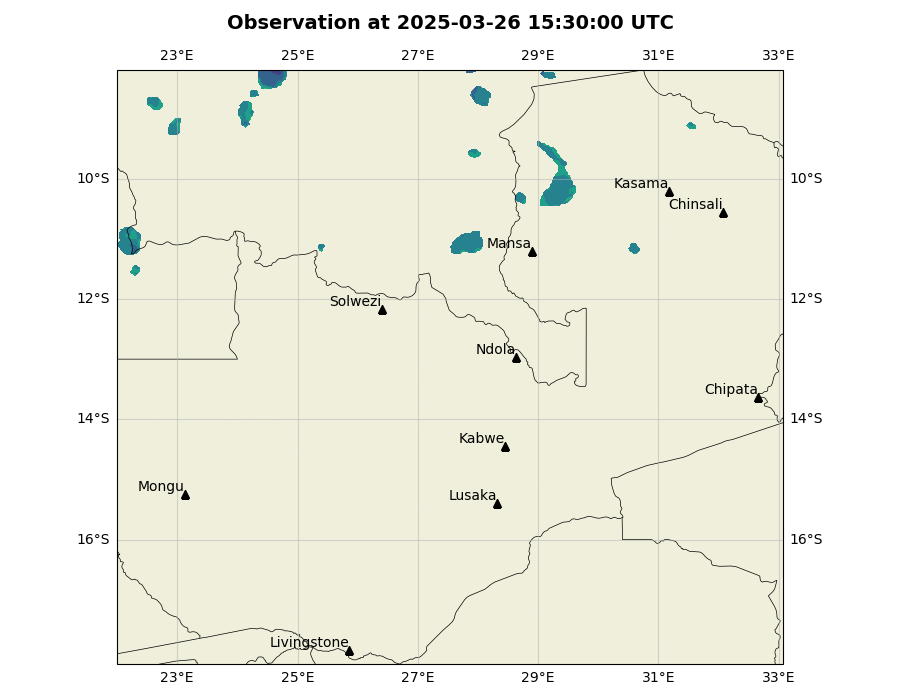 Observation at 2025-03-26 15:30:00 UTC
23°E 25°E 27°E 29°E 31°E 33°E
10°S 10°S
Kasama
Chinsali
Mansa
12°S 12°S
Solwezi
Ndola
Chipata
14°S 14°S
Kabwe
Mongu
Lusaka
16°S 16°S
Livingstone
23°E 25°E 27°E 29°E 31°E 33°E